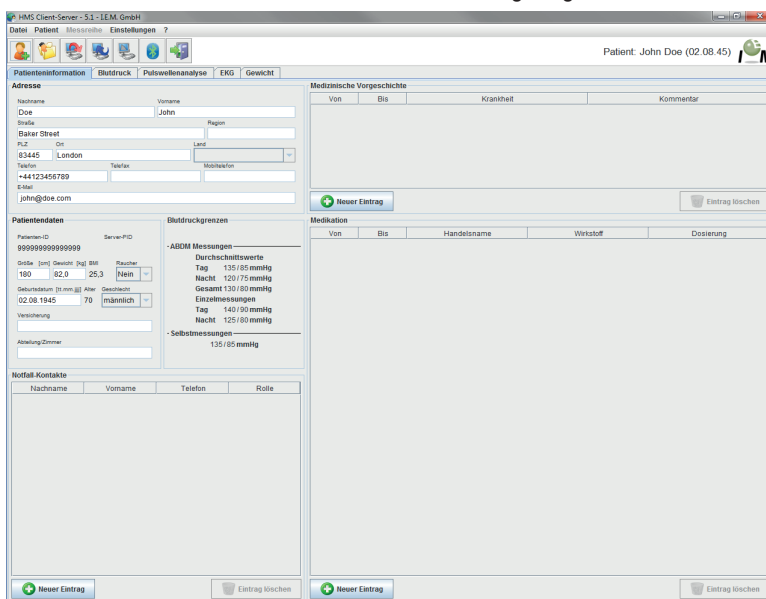 HMS Client-Server - 5.1 - I.E.M. GmbH
Datei Patient Messreihe Einstellungen ?
Patient: John Doe (02.08.45)
Patienteninformation Blutdruck Pulswellenanalyse EKG Gewicht
Adresse
Nachname Vorname
Doe John
Straße Region
Baker Street
PLZ Ort Land
83445 London
Telefon Telefax Mobiltelefon
+44123456789
E-Mail
john@doe.com
Medizinische Vorgeschichte
Von Bis Krankheit Kommentar
Neuer Eintrag Eintrag löschen
Patientendaten
Patienten-ID Server-PID
999999999999999
Größe [cm] Gewicht [kg] BMI Raucher
180 82,0 25,3 Nein
Geburtsdatum [tt.mm.jjjj] Alter Geschlecht
02.08.1945 70 männlich
Versicherung
Abteilung/Zimmer
Blutdruckgrenzen
- ABDM Messungen
Durchschnittswerte
Tag 135 / 85 mmHg
Nacht 120 / 75 mmHg
Gesamt 130 / 80 mmHg
Einzelmessungen
Tag 140 / 90 mmHg
Nacht 125 / 80 mmHg
- Selbstmessungen
135 / 85 mmHg
Medikation
Von Bis Handelsname Wirkstoff Dosierung
Notfall-Kontakte
Nachname Vorname Telefon Rolle
Neuer Eintrag Eintrag löschen
Neuer Eintrag Eintrag löschen